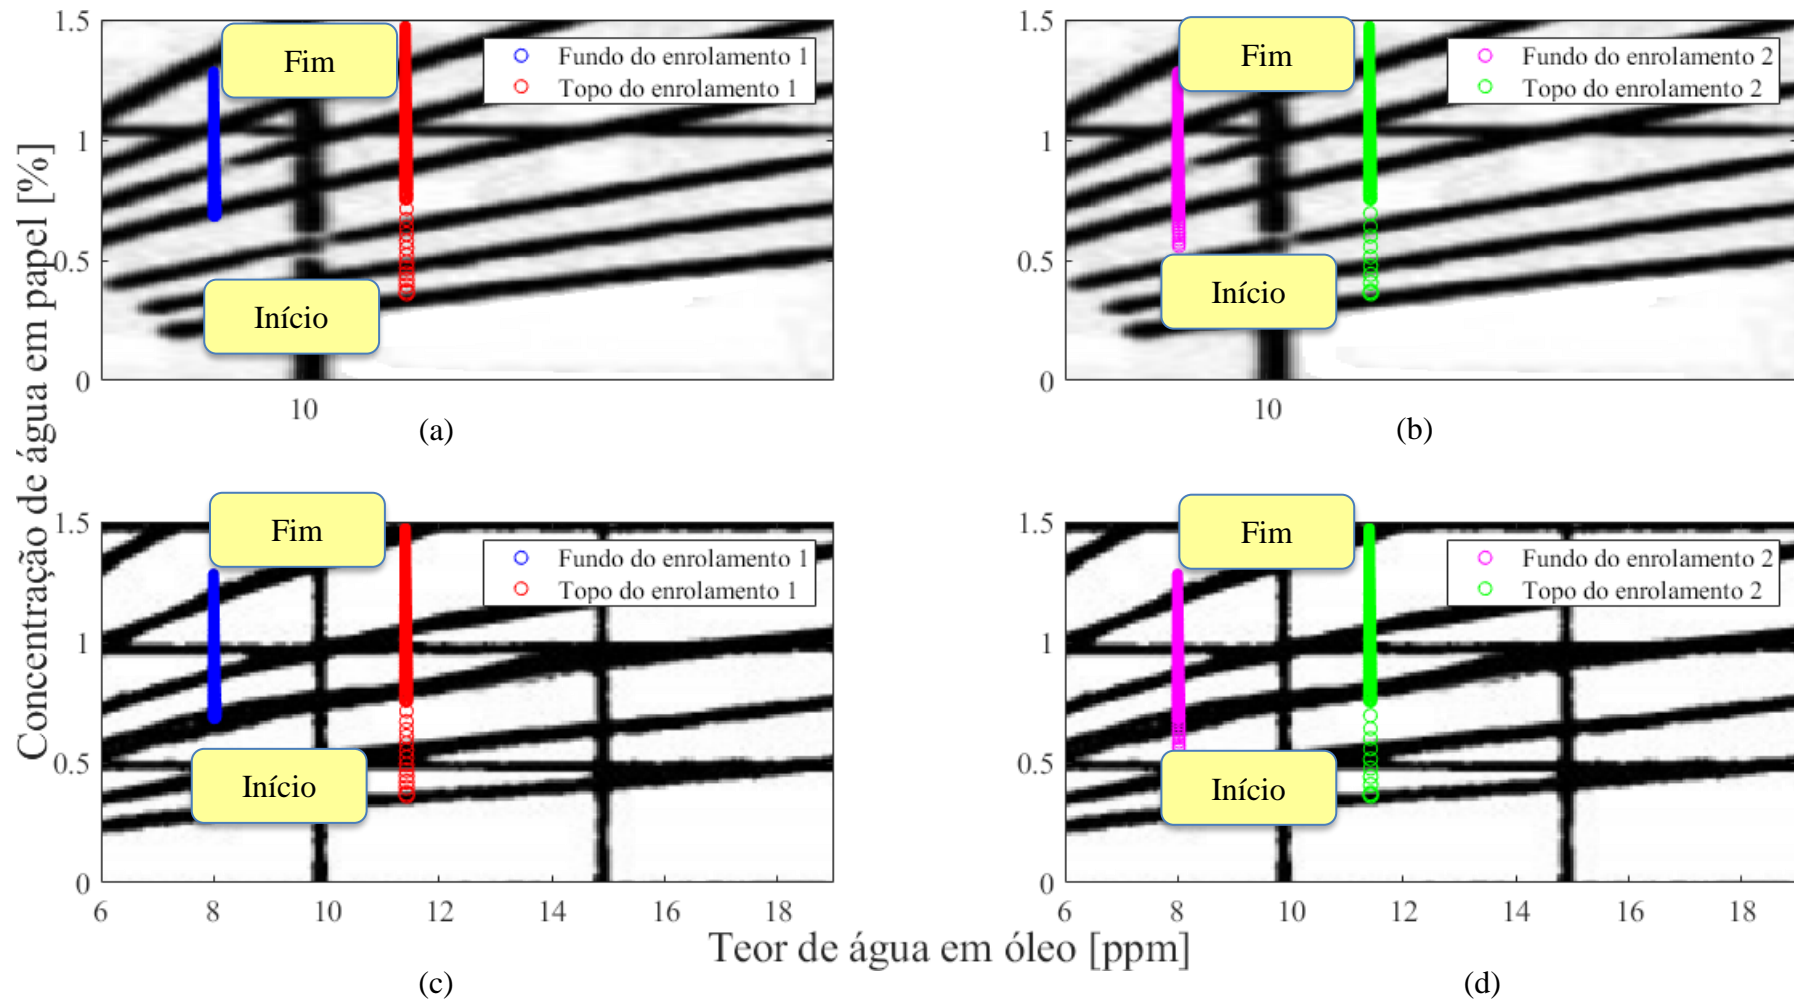 Concentração de água em papel [%]
1.5
1
0.5
0
Fim
Fundo do enrolamento 1
Topo do enrolamento 1
Início
10
(a)
1.5
1
0.5
0
Fim
Fundo do enrolamento 2
Topo do enrolamento 2
Início
10
(b)
1.5
1
0.5
0
Fim
Fundo do enrolamento 1
Topo do enrolamento 1
Início
6 8 10 12 14 16 18
(c)
1.5
1
0.5
0
Fim
Fundo do enrolamento 2
Topo do enrolamento 2
Início
6 8 10 12 14 16 18
(d)
Teor de água em óleo [ppm]